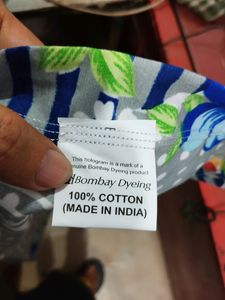 This hologram is a mark of a
genuine Bombay Dyeing product
Bombay Dyeing
100% COTTON
(MADE IN INDIA)